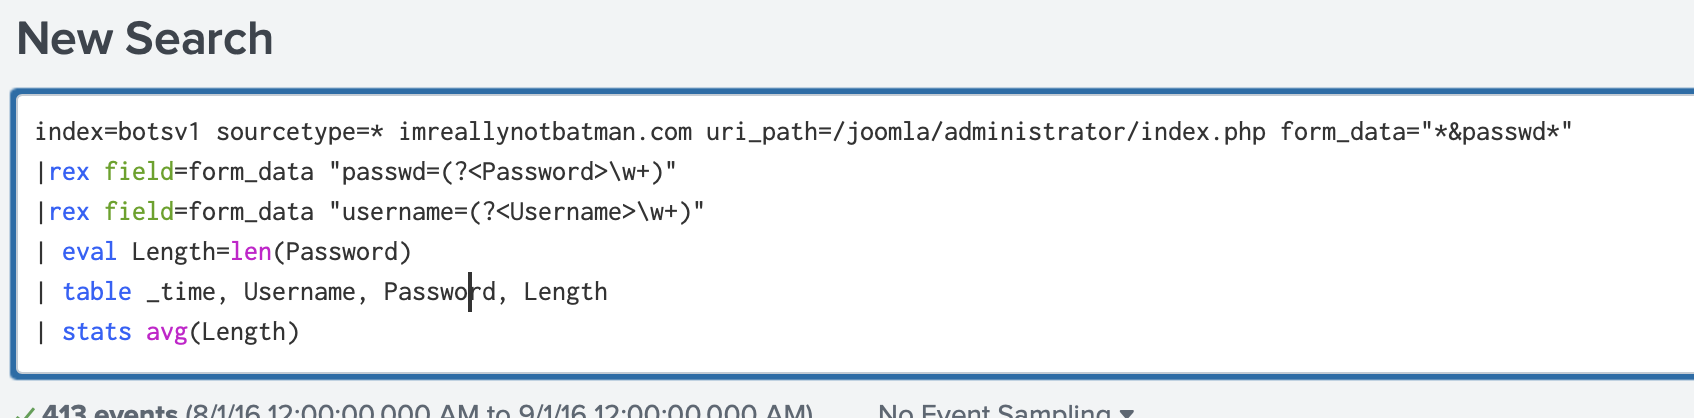 New Search
index=botsv1 sourcetype=* imreallynotbatman.com uri_path=/joomla/administrator/index.php form_data="*&passwd*"
|rex field=form_data "passwd=(?<Password>\w+)"
|rex field=form_data "username=(?<Username>\w+)"
| eval Length=len(Password)
| table _time, Username, Password, Length
| stats avg(Length)
✓ 413 events (8/1/16 12:00:00.000 AM to 9/1/16 12:00:00.000 AM) No Event Sampling ▾